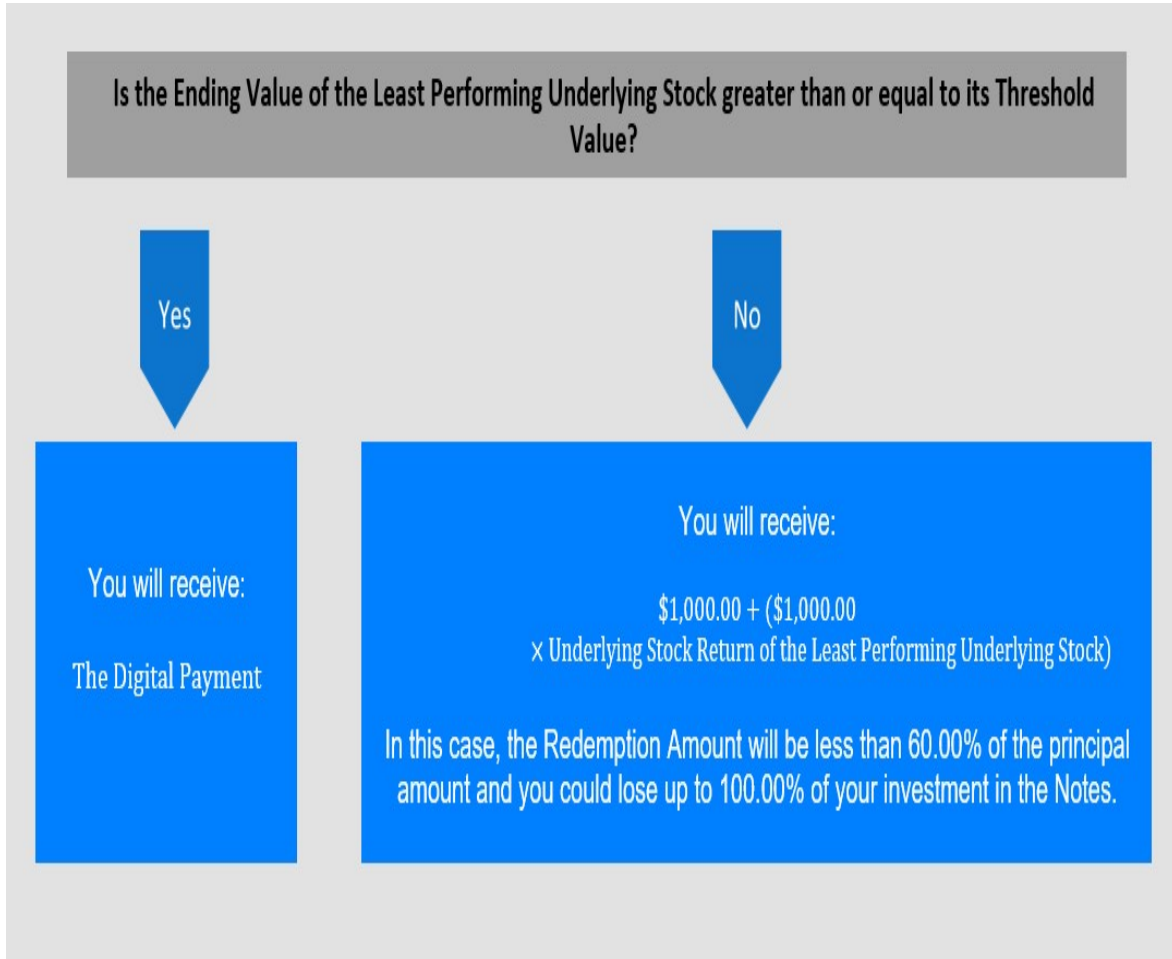 Is the Ending Value of the Least Performing Underlying Stock greater than or equal to its Threshold
Value?
Yes
No
You will receive:
The Digital Payment
You will receive:
$1,000.00 + ($1,000.00
× Underlying Stock Return of the Least Performing Underlying Stock)
In this case, the Redemption Amount will be less than 60.00% of the principal
amount and you could lose up to 100.00% of your investment in the Notes.